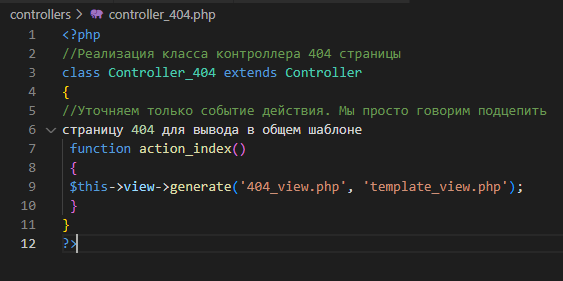 controllers > controller_404.php
1 <?php
2 //Реализация класса контроллера 404 страницы
3 class Controller_404 extends Controller
4 {
5 //Уточняем только событие действия. Мы просто говорим подцепить
6 страницу 404 для вывода в общем шаблоне
7 function action_index()
8 {
9 $this->view->generate('404_view.php', 'template_view.php');
10 }
11 }
12 ?>